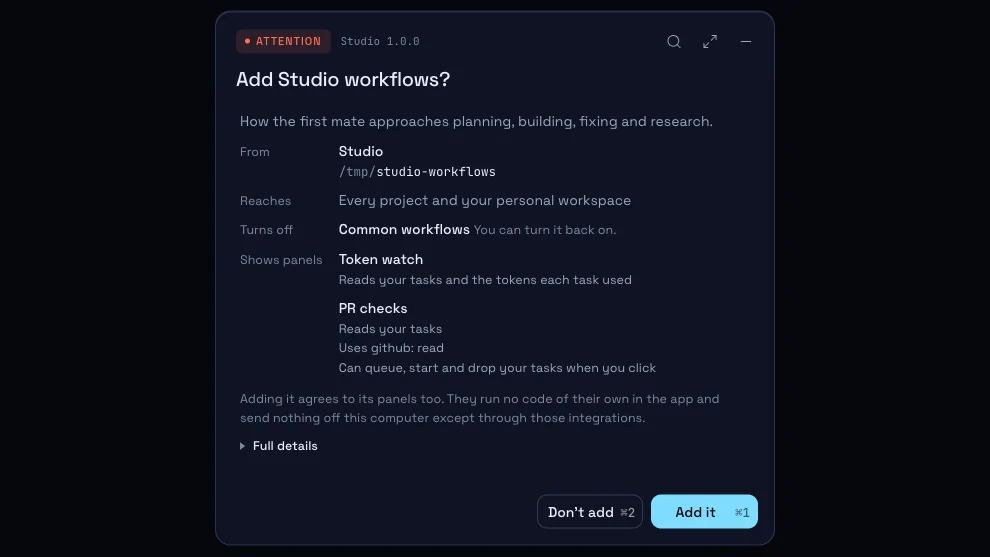 ATTENTION Studio 1.0.0
Add Studio workflows?
How the first mate approaches planning, building, fixing and research.
From Studio
/tmp/studio-workflows
Reaches Every project and your personal workspace
Turns off Common workflows You can turn it back on.
Shows panels Token watch
Reads your tasks and the tokens each task used
PR checks
Reads your tasks
Uses github: read
Can queue, start and drop your tasks when you click
Adding it agrees to its panels too. They run no code of their own in the app and
send nothing off this computer except through those integrations.
Full details
Don't add ⌘2 Add it ⌘1